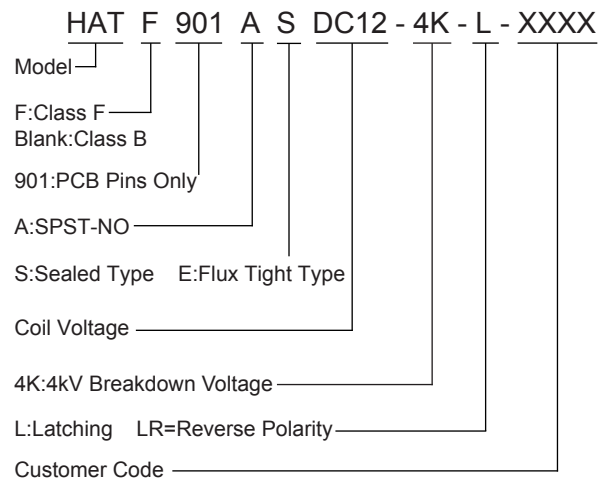 HAT F 901 A S DC12 - 4K - L - XXXX
Model
F:Class F
Blank:Class B
901:PCB Pins Only
A:SPST-NO
S:Sealed Type E:Flux Tight Type
Coil Voltage
4K:4kV Breakdown Voltage
L:Latching LR=Reverse Polarity
Customer Code